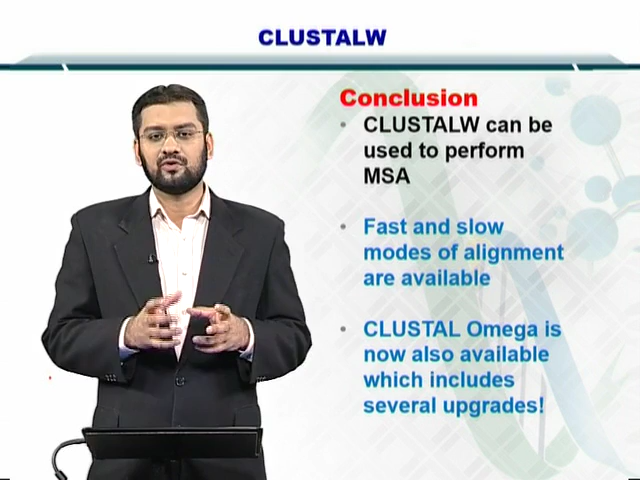 CLUSTALW
Conclusion
• CLUSTALW can be
used to perform
MSA
• Fast and slow
modes of alignment
are available
• CLUSTAL Omega is
now also available
which includes
several upgrades!